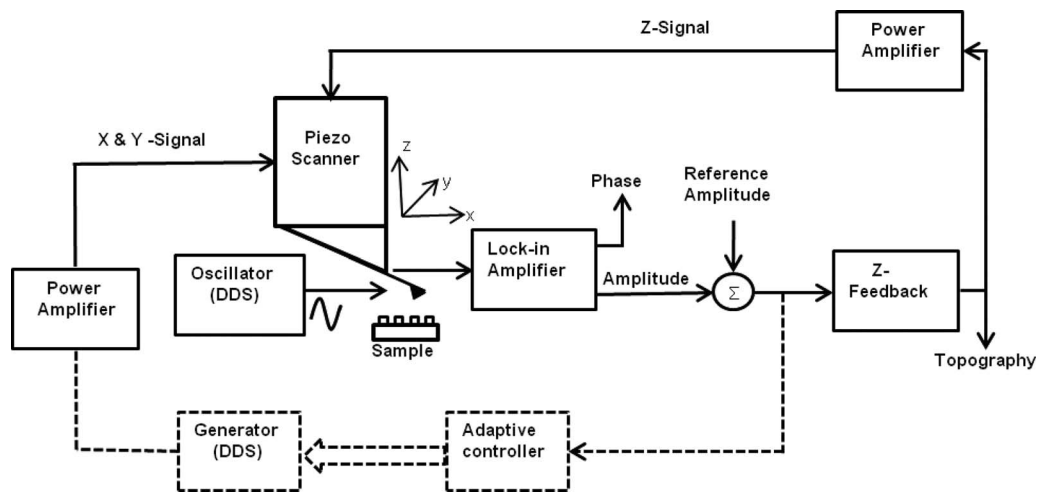 Z-Signal
Power
Amplifier
X & Y -Signal
Piezo
Scanner
z
y
x
Phase
Reference
Amplitude
Lock-in
Amplifier
Amplitude
Σ
Z-
Feedback
Oscillator
(DDS)
Power
Amplifier
Sample
Topography
Generator
(DDS)
Adaptive
controller